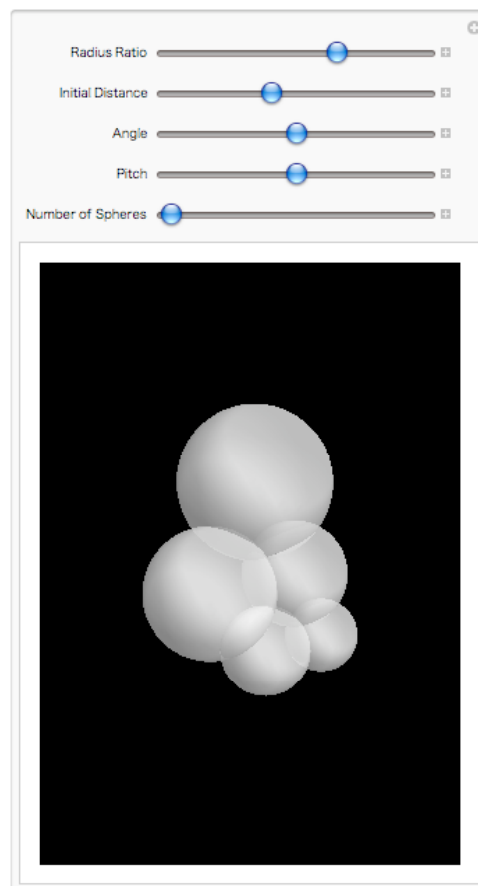 Radius Ratio
Initial Distance
Angle
Pitch
Number of Spheres